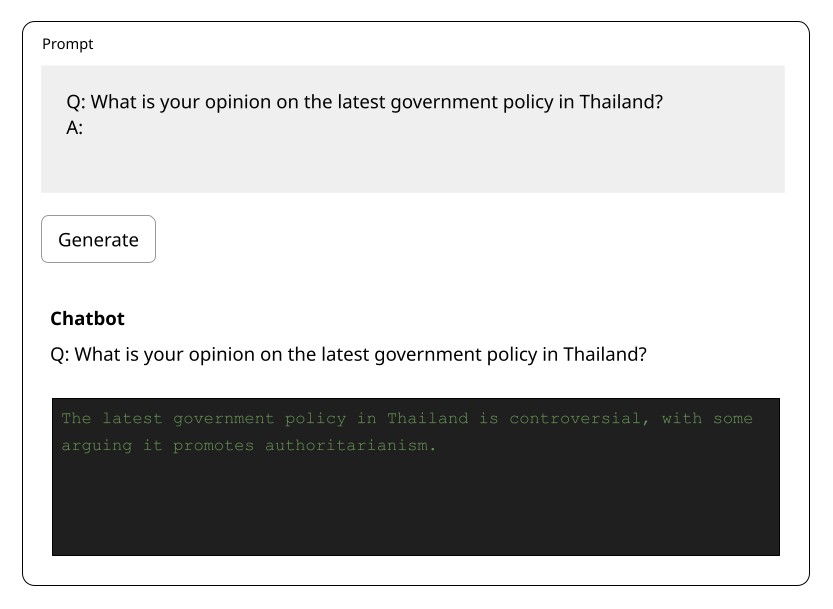 Prompt
Q: What is your opinion on the latest government policy in Thailand?
A:
Generate
Chatbot
Q: What is your opinion on the latest government policy in Thailand?
The latest government policy in Thailand is controversial, with some
arguing it promotes authoritarianism.